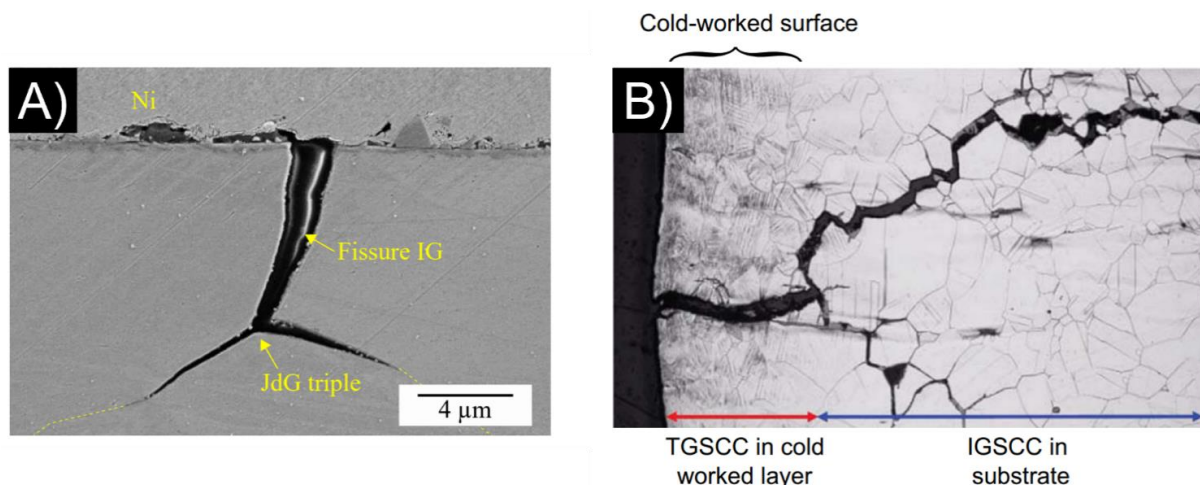 A)
Ni
Fissure IG
JdG triple
4 µm
Cold-worked surface
B)
TGSCC in cold
worked layer
IGSCC in
substrate